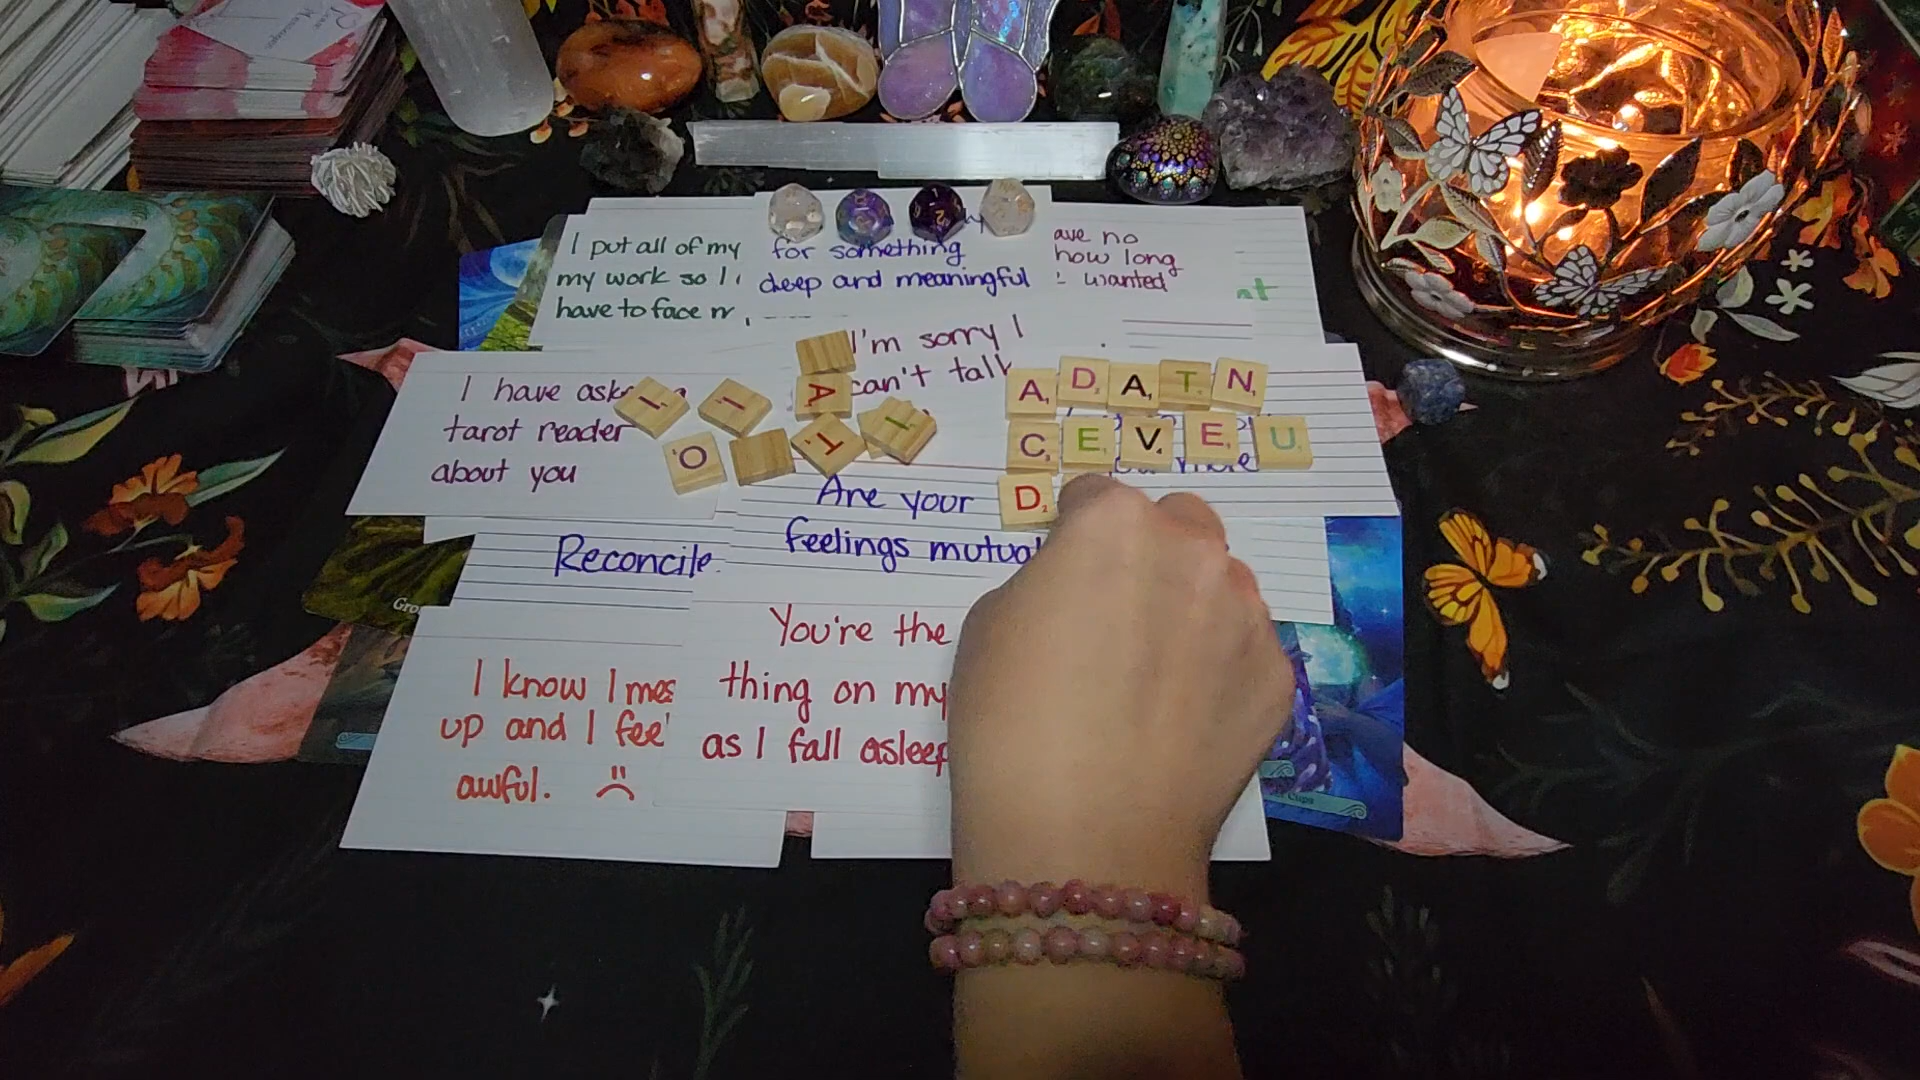 I put all of my
my work so I
have to face
for something
deep and meaningful
ave no
how long
wanted
I'm sorry I
can't talk
I have
tarot reader
about you
I
I
A
O
T
I
A D A T N
C E V E U
D
Are your
feelings mutual
Reconcile
You're the
thing on my
as I fall asleep
I know I mes
up and I feel
awful.